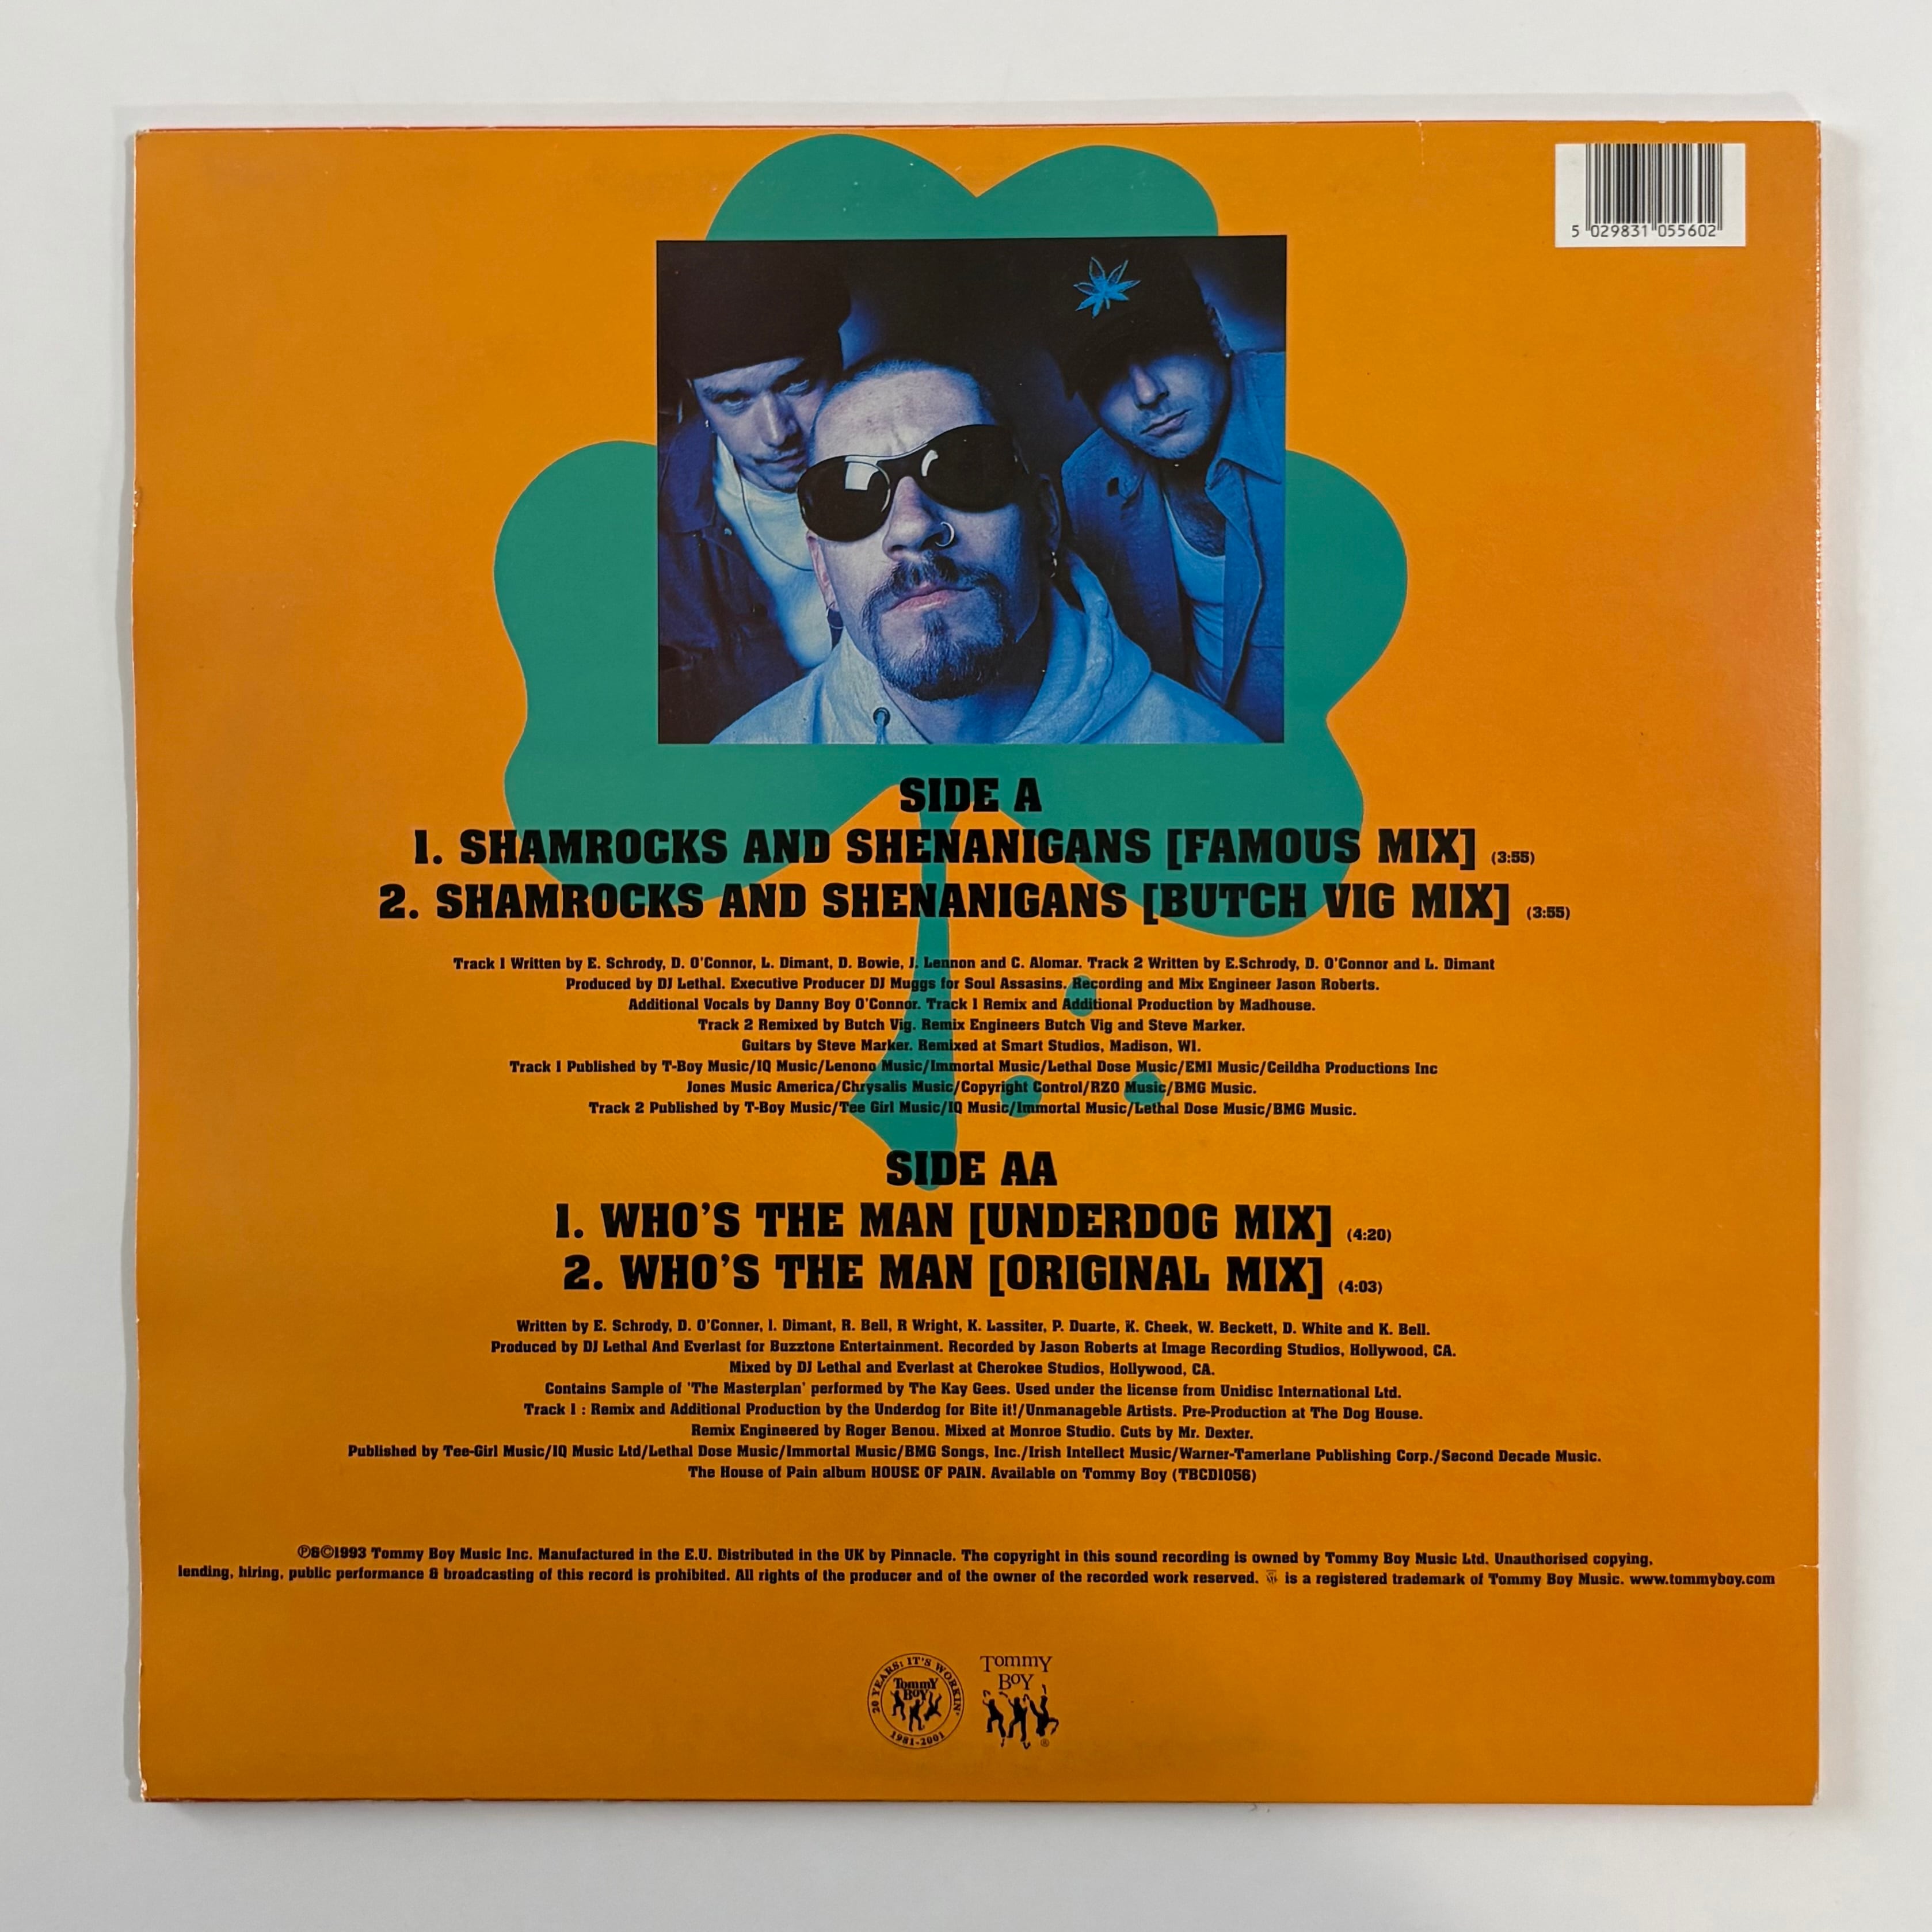 5 029831 055602
SIDE A
1. SHAMROCKS AND SHENANIGANS [FAMOUS MIX] (3:55)
2. SHAMROCKS AND SHENANIGANS [BUTCH VIG MIX] (3:55)
Track 1 Written by E. Schrody, D. O'Connor, L. Dimant, D. Bowie, J. Lennon and C. Alomar. Track 2 Written by E.Schrody, D. O'Connor and L. Dimant
Produced by DJ Lethal. Executive Producer DJ Muggs for Soul Assasins. Recording and Mix Engineer Jason Roberts.
Additional Vocals by Danny Boy O'Connor. Track 1 Remix and Additional Production by Madhouse.
Track 2 Remixed by Butch Vig. Remix Engineers Butch Vig and Steve Marker.
Guitars by Steve Marker. Remixed at Smart Studios, Madison, WI.
Track 1 Published by T-Boy Music/IQ Music/Lenono Music/Immortal Music/Lethal Dose Music/EMI Music/Ceildha Productions Inc
Jones Music America/Chrysalis Music/Copyright Control/RZO Music/BMG Music.
Track 2 Published by T-Boy Music/Tee Girl Music/IQ Music/Immortal Music/Lethal Dose Music/BMG Music.
SIDE AA
1. WHO'S THE MAN [UNDERDOG MIX] (4:20)
2. WHO'S THE MAN [ORIGINAL MIX] (4:03)
Written by E. Schrody, D. O'Conner, l. Dimant, R. Bell, R Wright, K. Lassiter, P. Duarte, K. Cheek, W. Beckett, D. White and K. Bell.
Produced by DJ Lethal And Everlast for Buzztone Entertainment. Recorded by Jason Roberts at Image Recording Studios, Hollywood, CA.
Mixed by DJ Lethal and Everlast at Cherokee Studios, Hollywood, CA.
Contains Sample of 'The Masterplan' performed by The Kay Gees. Used under the license from Unidisc International Ltd.
Track 1 : Remix and Additional Production by the Underdog for Bite it!/Unmanageble Artists. Pre-Production at The Dog House.
Remix Engineered by Roger Benou. Mixed at Monroe Studio. Cuts by Mr. Dexter.
Published by Tee-Girl Music/IQ Music Ltd/Lethal Dose Music/Immortal Music/BMG Songs, Inc./Irish Intellect Music/Warner-Tamerlane Publishing Corp./Second Decade Music.
The House of Pain album HOUSE OF PAIN. Available on Tommy Boy (TBCD1056)
℗&©1993 Tommy Boy Music Inc. Manufactured in the E.U. Distributed in the UK by Pinnacle. The copyright in this sound recording is owned by Tommy Boy Music Ltd. Unauthorised copying,
lending, hiring, public performance & broadcasting of this record is prohibited. All rights of the producer and of the owner of the recorded work reserved. is a registered trademark of Tommy Boy Music. www.tommyboy.com
20 YEARS: IT'S WORKIN'
Tommy
Boy
1981-2001
Tommy
Boy
®